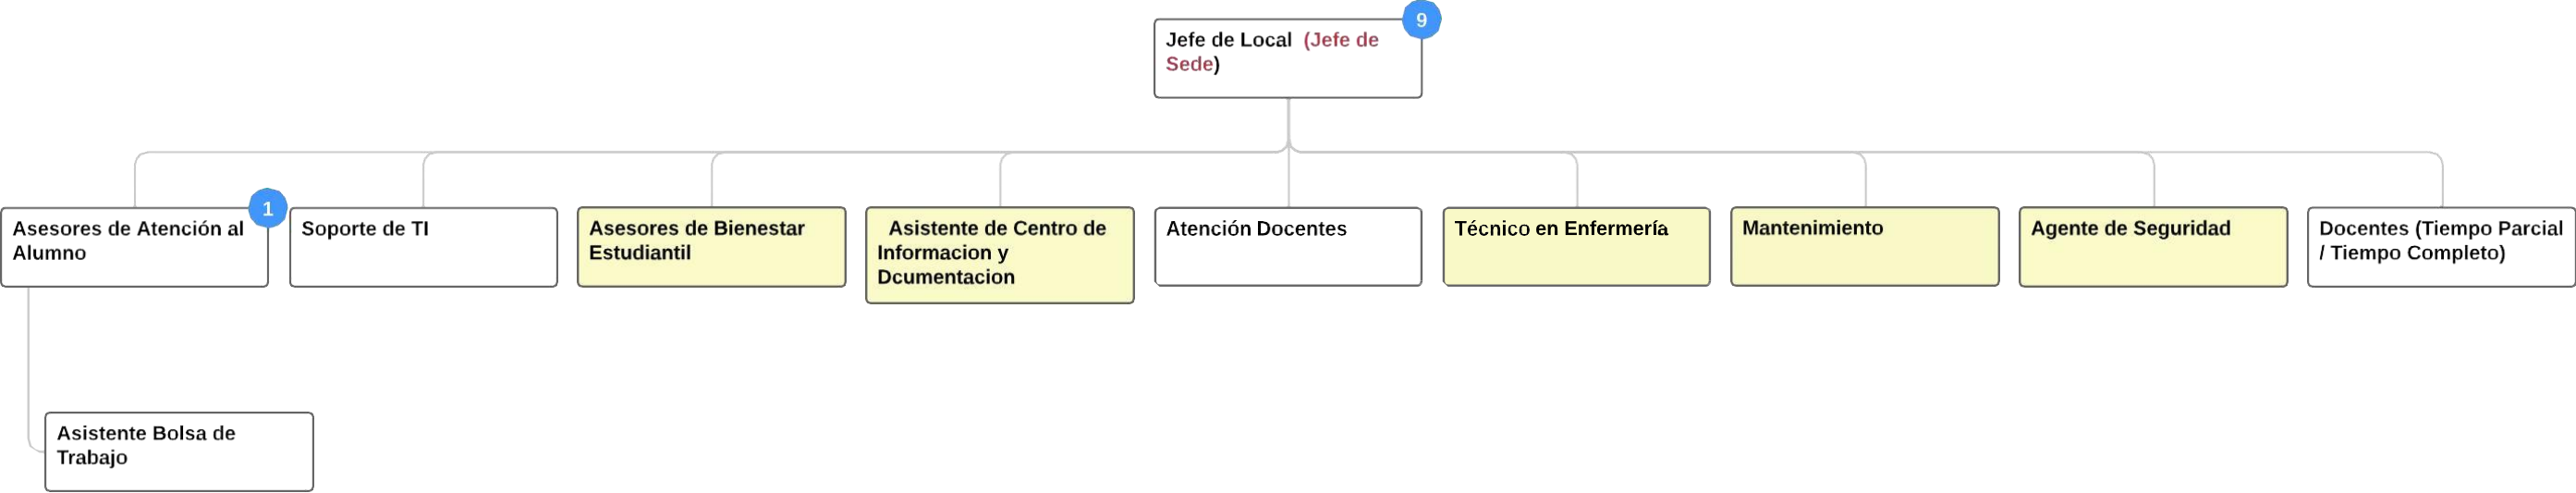 9
Jefe de Local (Jefe de
Sede)
1
Asesores de Atención al
Alumno
Soporte de TI
Asesores de Bienestar
Estudiantil
Asistente de Centro de
Informacion y
Dcumentacion
Atención Docentes
Técnico en Enfermería
Mantenimiento
Agente de Seguridad
Docentes (Tiempo Parcial
/ Tiempo Completo)
Asistente Bolsa de
Trabajo